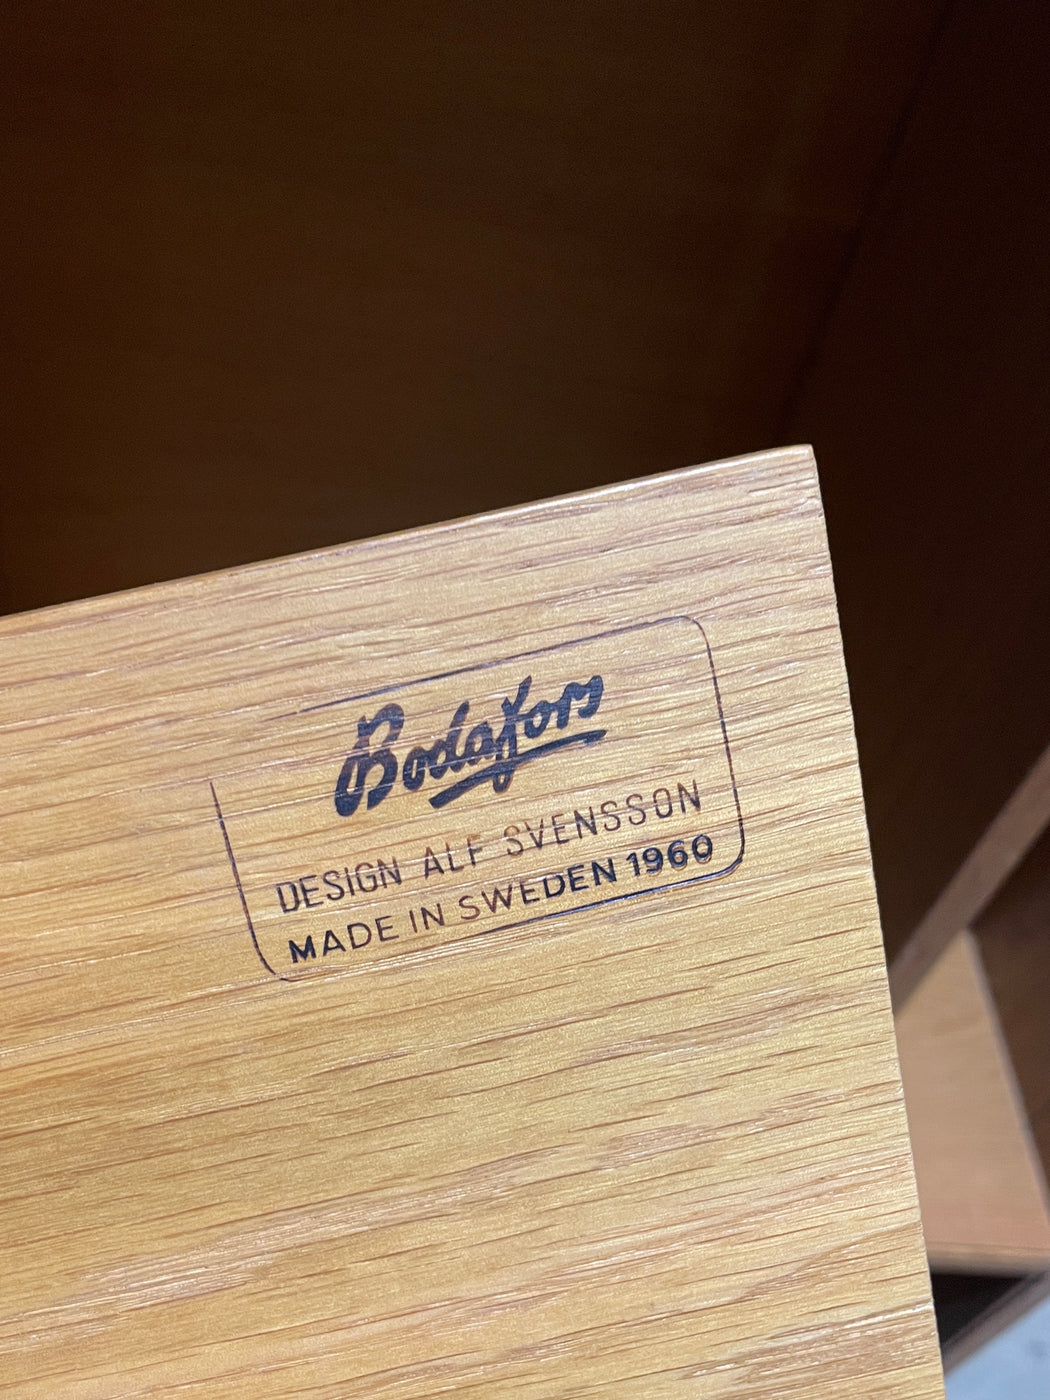 Bodafors
DESIGN ALF SVENSSON
MADE IN SWEDEN 1960